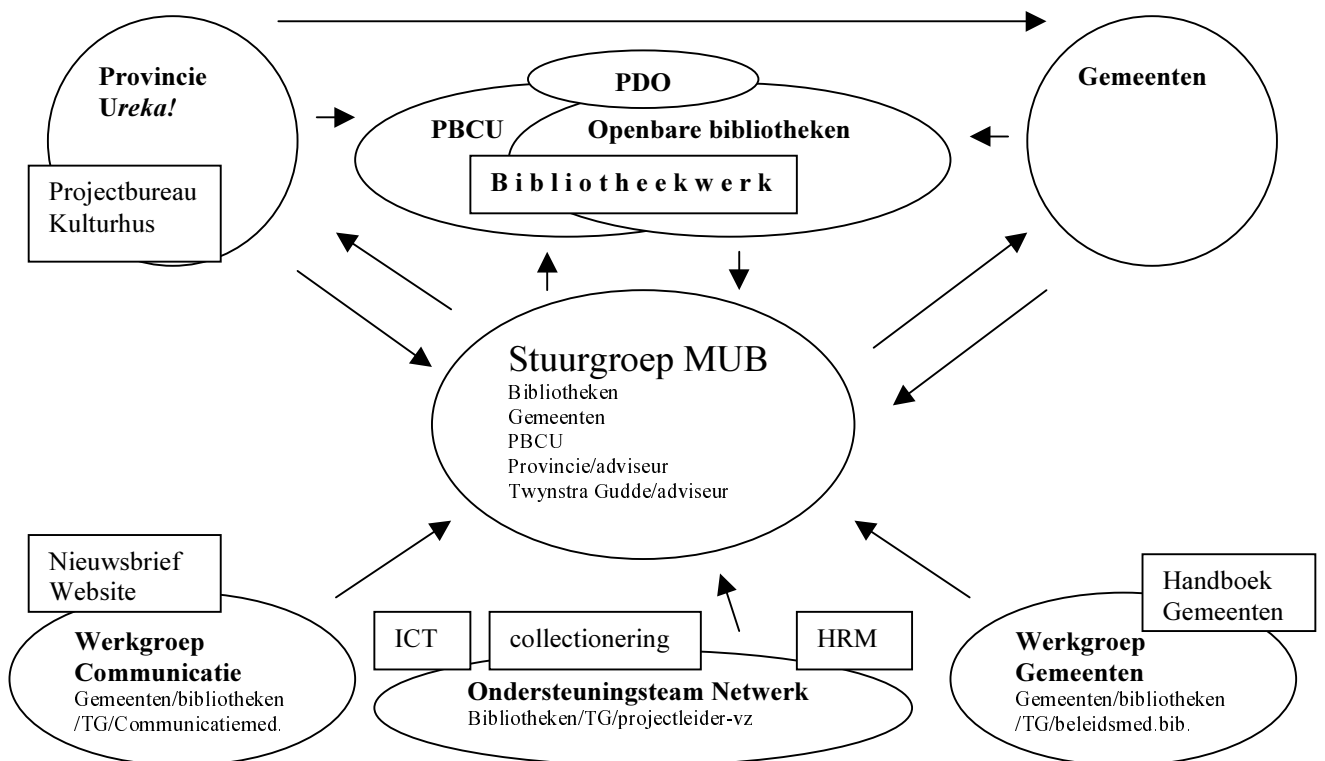 Provincie
Ureka!
Projectbureau
Kulturhus
PDO
PBCU
Openbare bibliotheken
Bibliotheekwerk
Gemeenten
Stuurgroep MUB
Bibliotheken
Gemeenten
PBCU
Provincie/adviseur
Twynstra Gudde/adviseur
Nieuwsbrief
Website
Werkgroep
Communicatie
Gemeenten/bibliotheken
/TG/Communicatiemed.
ICT
collectionering
HRM
Ondersteuningsteam Netwerk
Bibliotheken/TG/projectleider-vz
Handboek
Gemeenten
Werkgroep
Gemeenten
Gemeenten/bibliotheken
/TG/beleidsmed.bib.